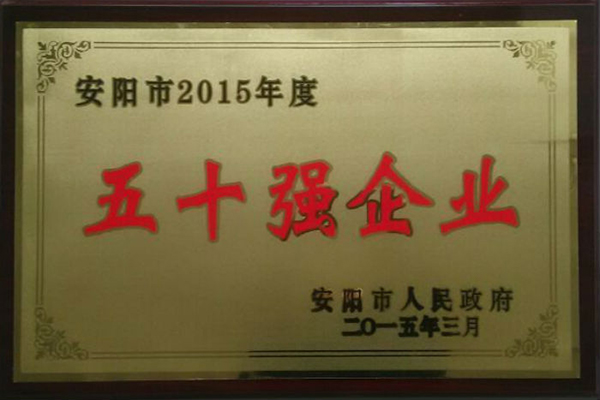 安阳市2015年度
五十强企业
安阳市人民政府
二〇一五年三月